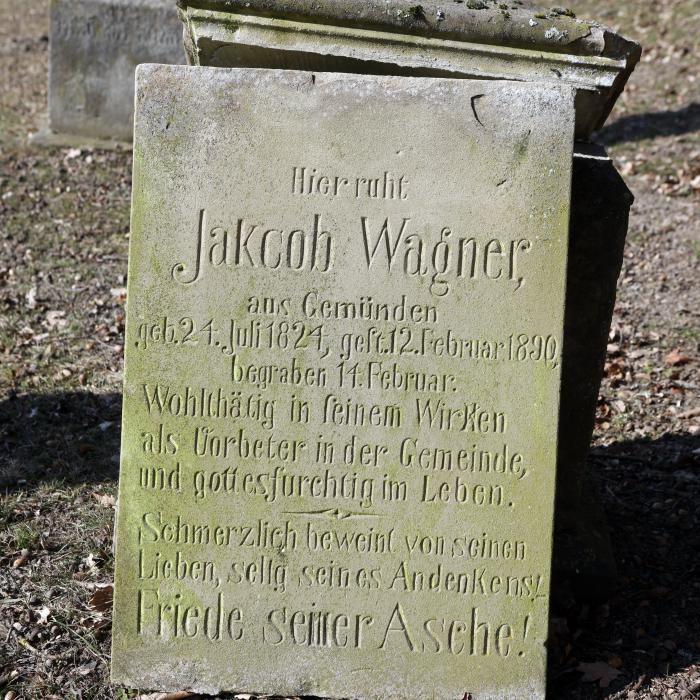 Hier ruht
Jakcob Wagner,
aus Gemünden
geb. 24. Juli 1824, gest. 12. Februar 1890,
begraben 14. Februar.
Wohlthätig in seinem Wirken
als Vorbeter in der Gemeinde,
und gottesfurchtig im Leben.
Schmerzlich beweint von seinen
Lieben, selig seines Andenkens!
Friede seiner Asche!